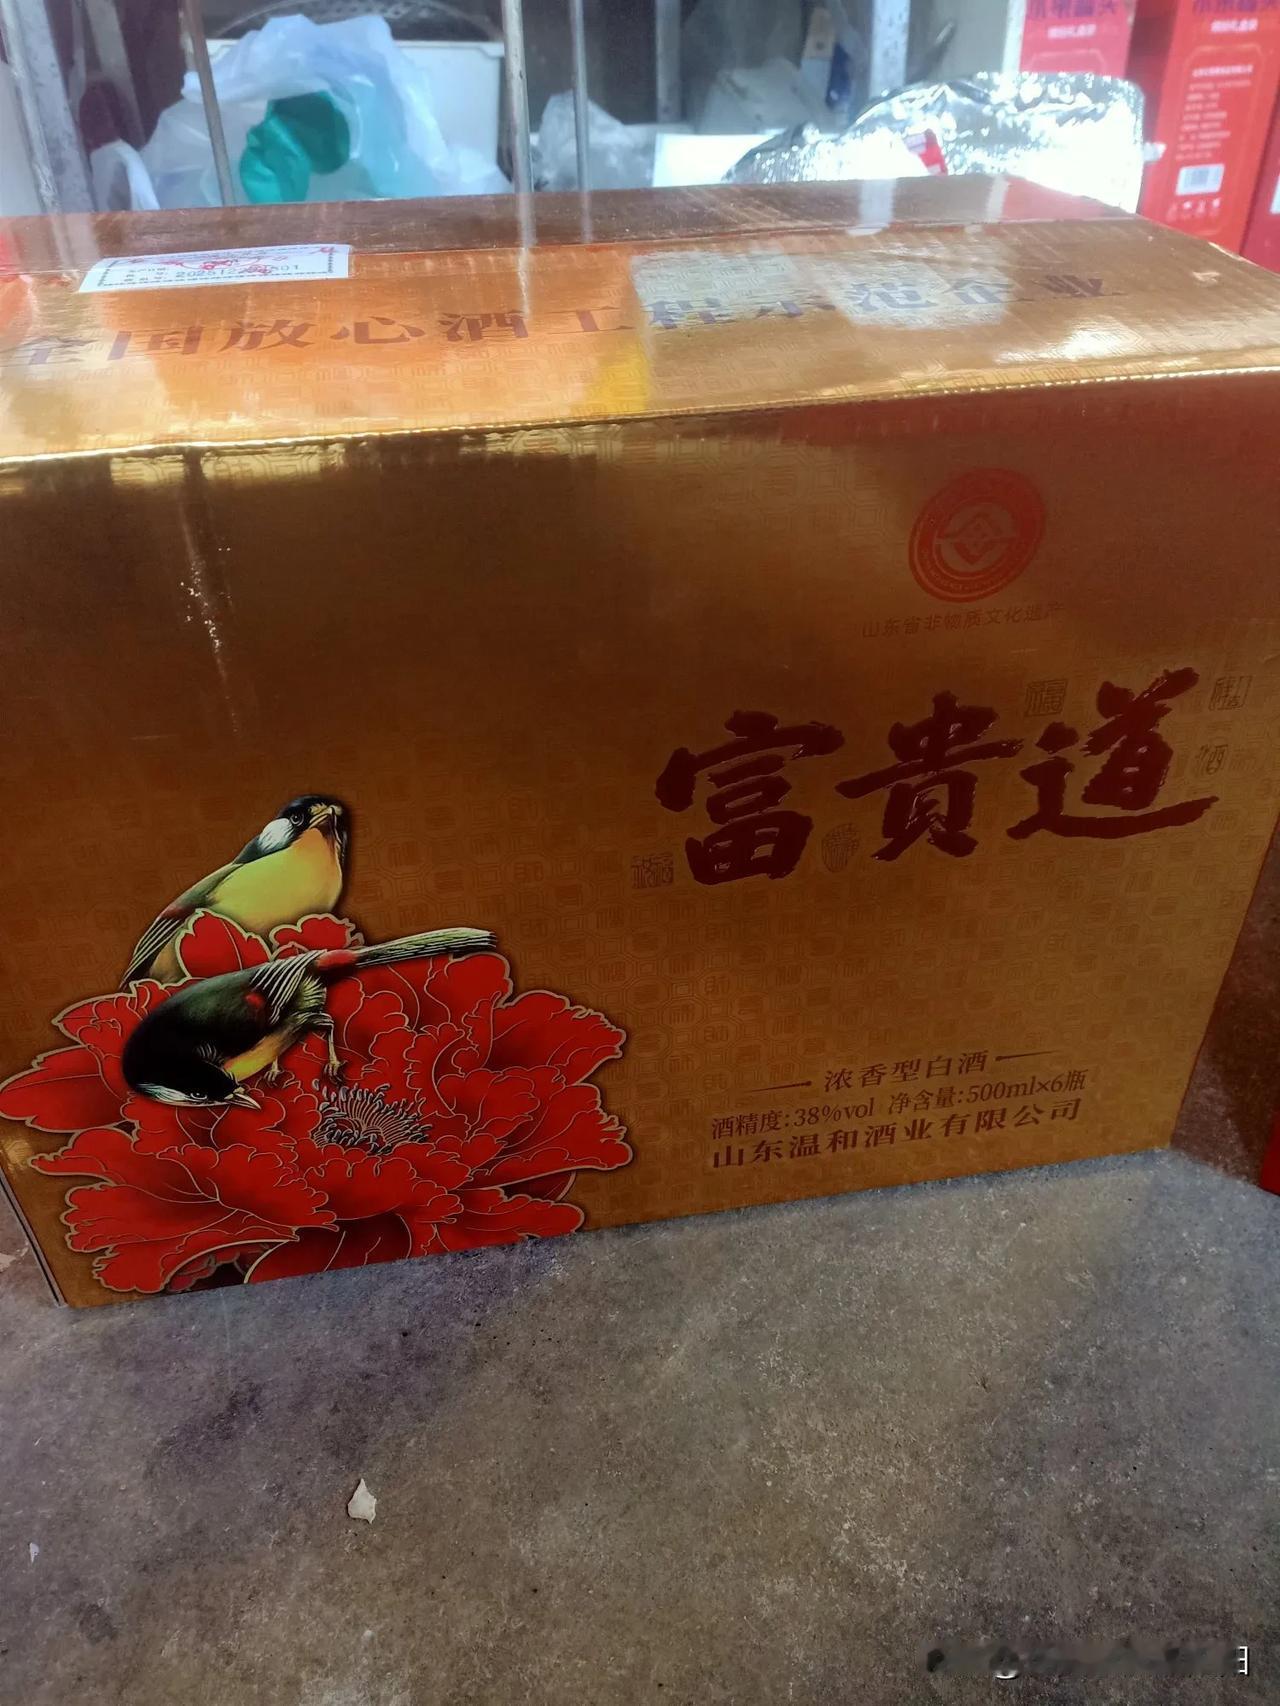 全国放心酒工程示范企业
山东省非物质文化遗产
富貴道
浓香型白酒
酒精度:38%vol 净含量:500ml×6瓶
山东温和酒业有限公司